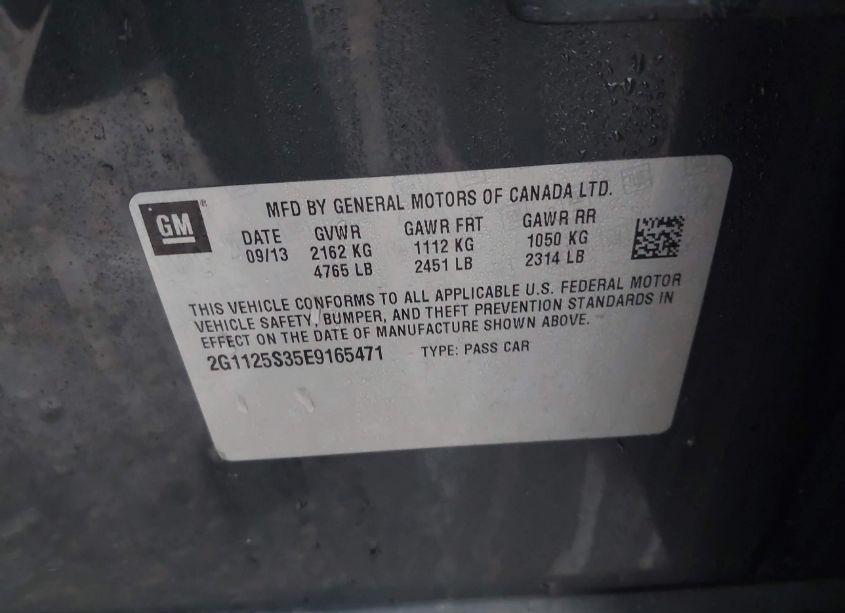 GM
MFD BY GENERAL MOTORS OF CANADA LTD.
DATE GVWR GAWR FRT GAWR RR
09/13 2162 KG 1112 KG 1050 KG
4765 LB 2451 LB 2314 LB
THIS VEHICLE CONFORMS TO ALL APPLICABLE U.S. FEDERAL MOTOR
VEHICLE SAFETY, BUMPER, AND THEFT PREVENTION STANDARDS IN
EFFECT ON THE DATE OF MANUFACTURE SHOWN ABOVE.
2G1125S35E9165471 TYPE: PASS CAR